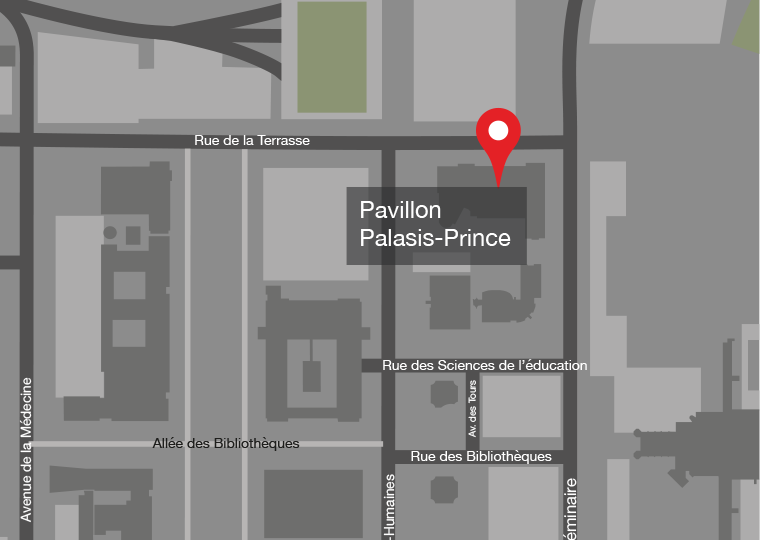 Rue de la Terrasse
Pavillon
Palasis-Prince
Rue des Sciences de l'éducation
Av. des Tours
Avenue de la Médecine
Allée des Bibliothèques
Rue des Bibliothèques
-Humaines
éminaire